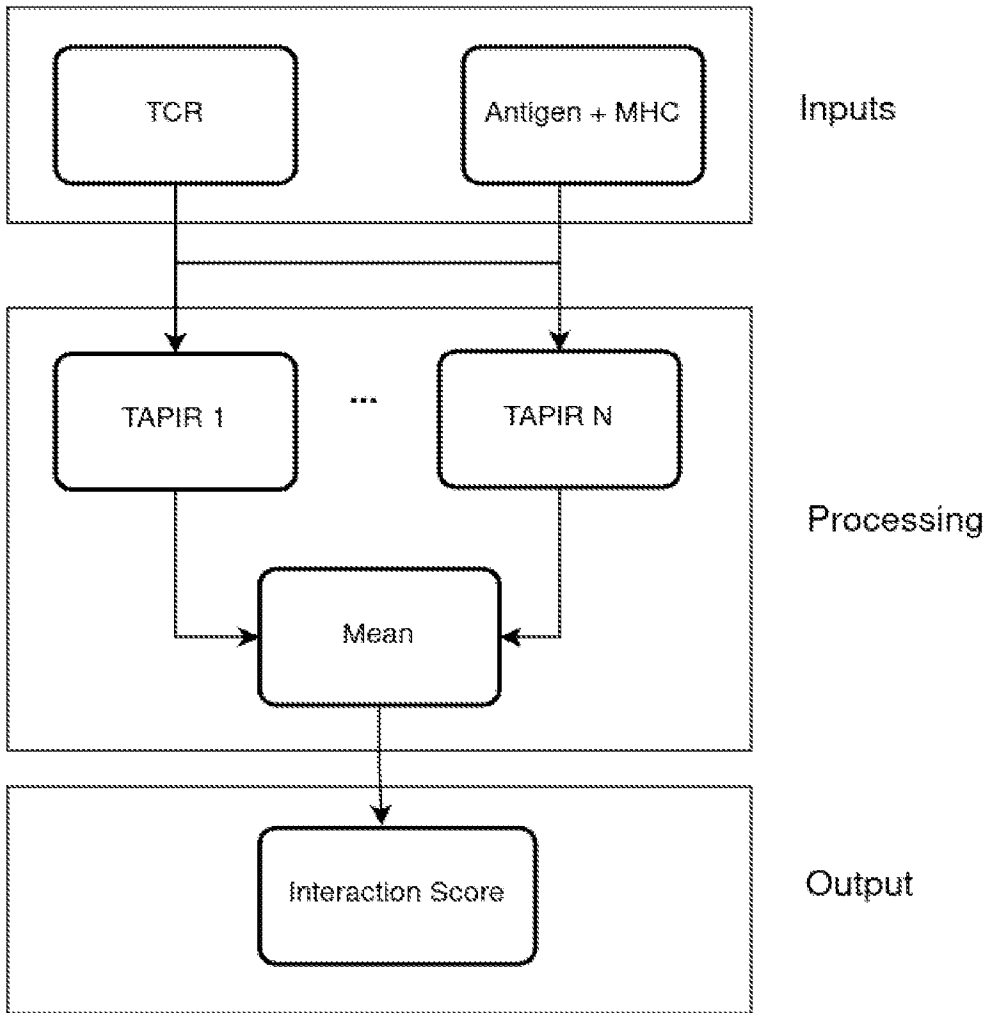 TCR
Antigen + MHC
Inputs
TAPIR 1
...
TAPIR N
Processing
Mean
Interaction Score
Output